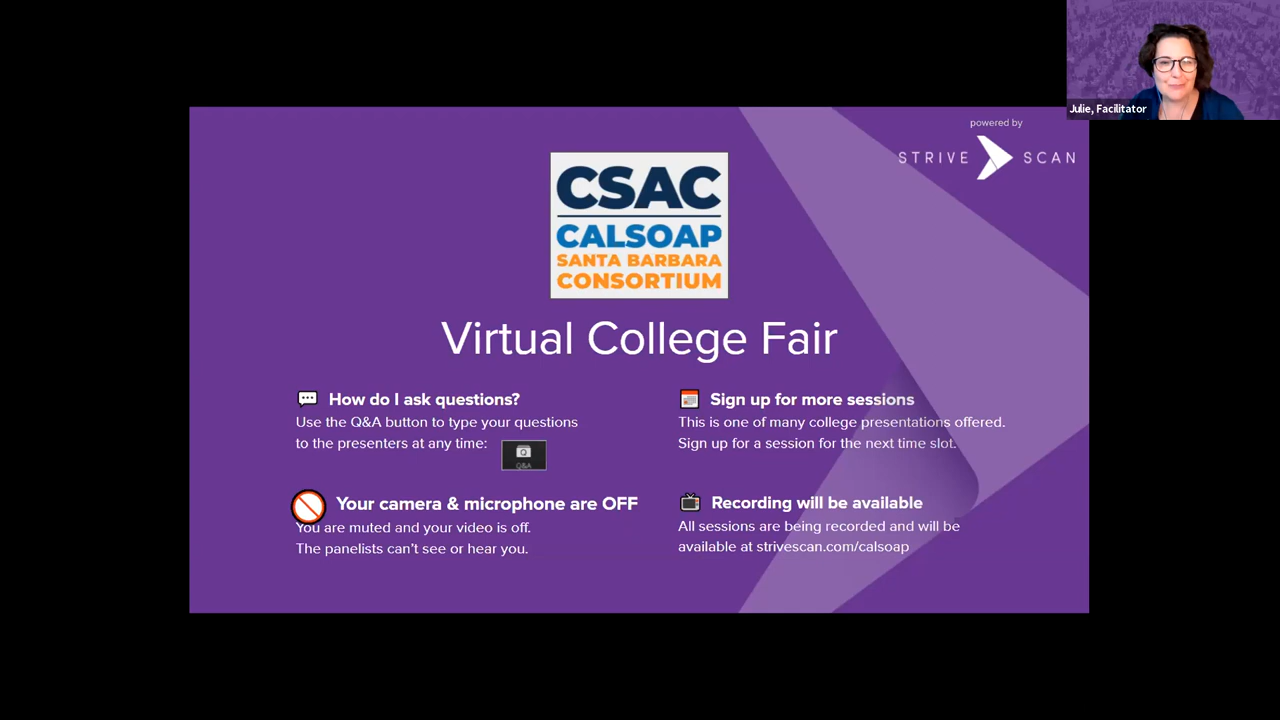 Julie, Facilitator
powered by
STRIVE SCAN
CSAC
CALSOAP
SANTA BARBARA
CONSORTIUM
Virtual College Fair
How do I ask questions?
Use the Q&A button to type your questions
to the presenters at any time:
Q
Q&A
Sign up for more sessions
This is one of many college presentations offered.
Sign up for a session for the next time slot.
Your camera & microphone are OFF
You are muted and your video is off.
The panelists can’t see or hear you.
Recording will be available
All sessions are being recorded and will be
available at strivescan.com/calsoap